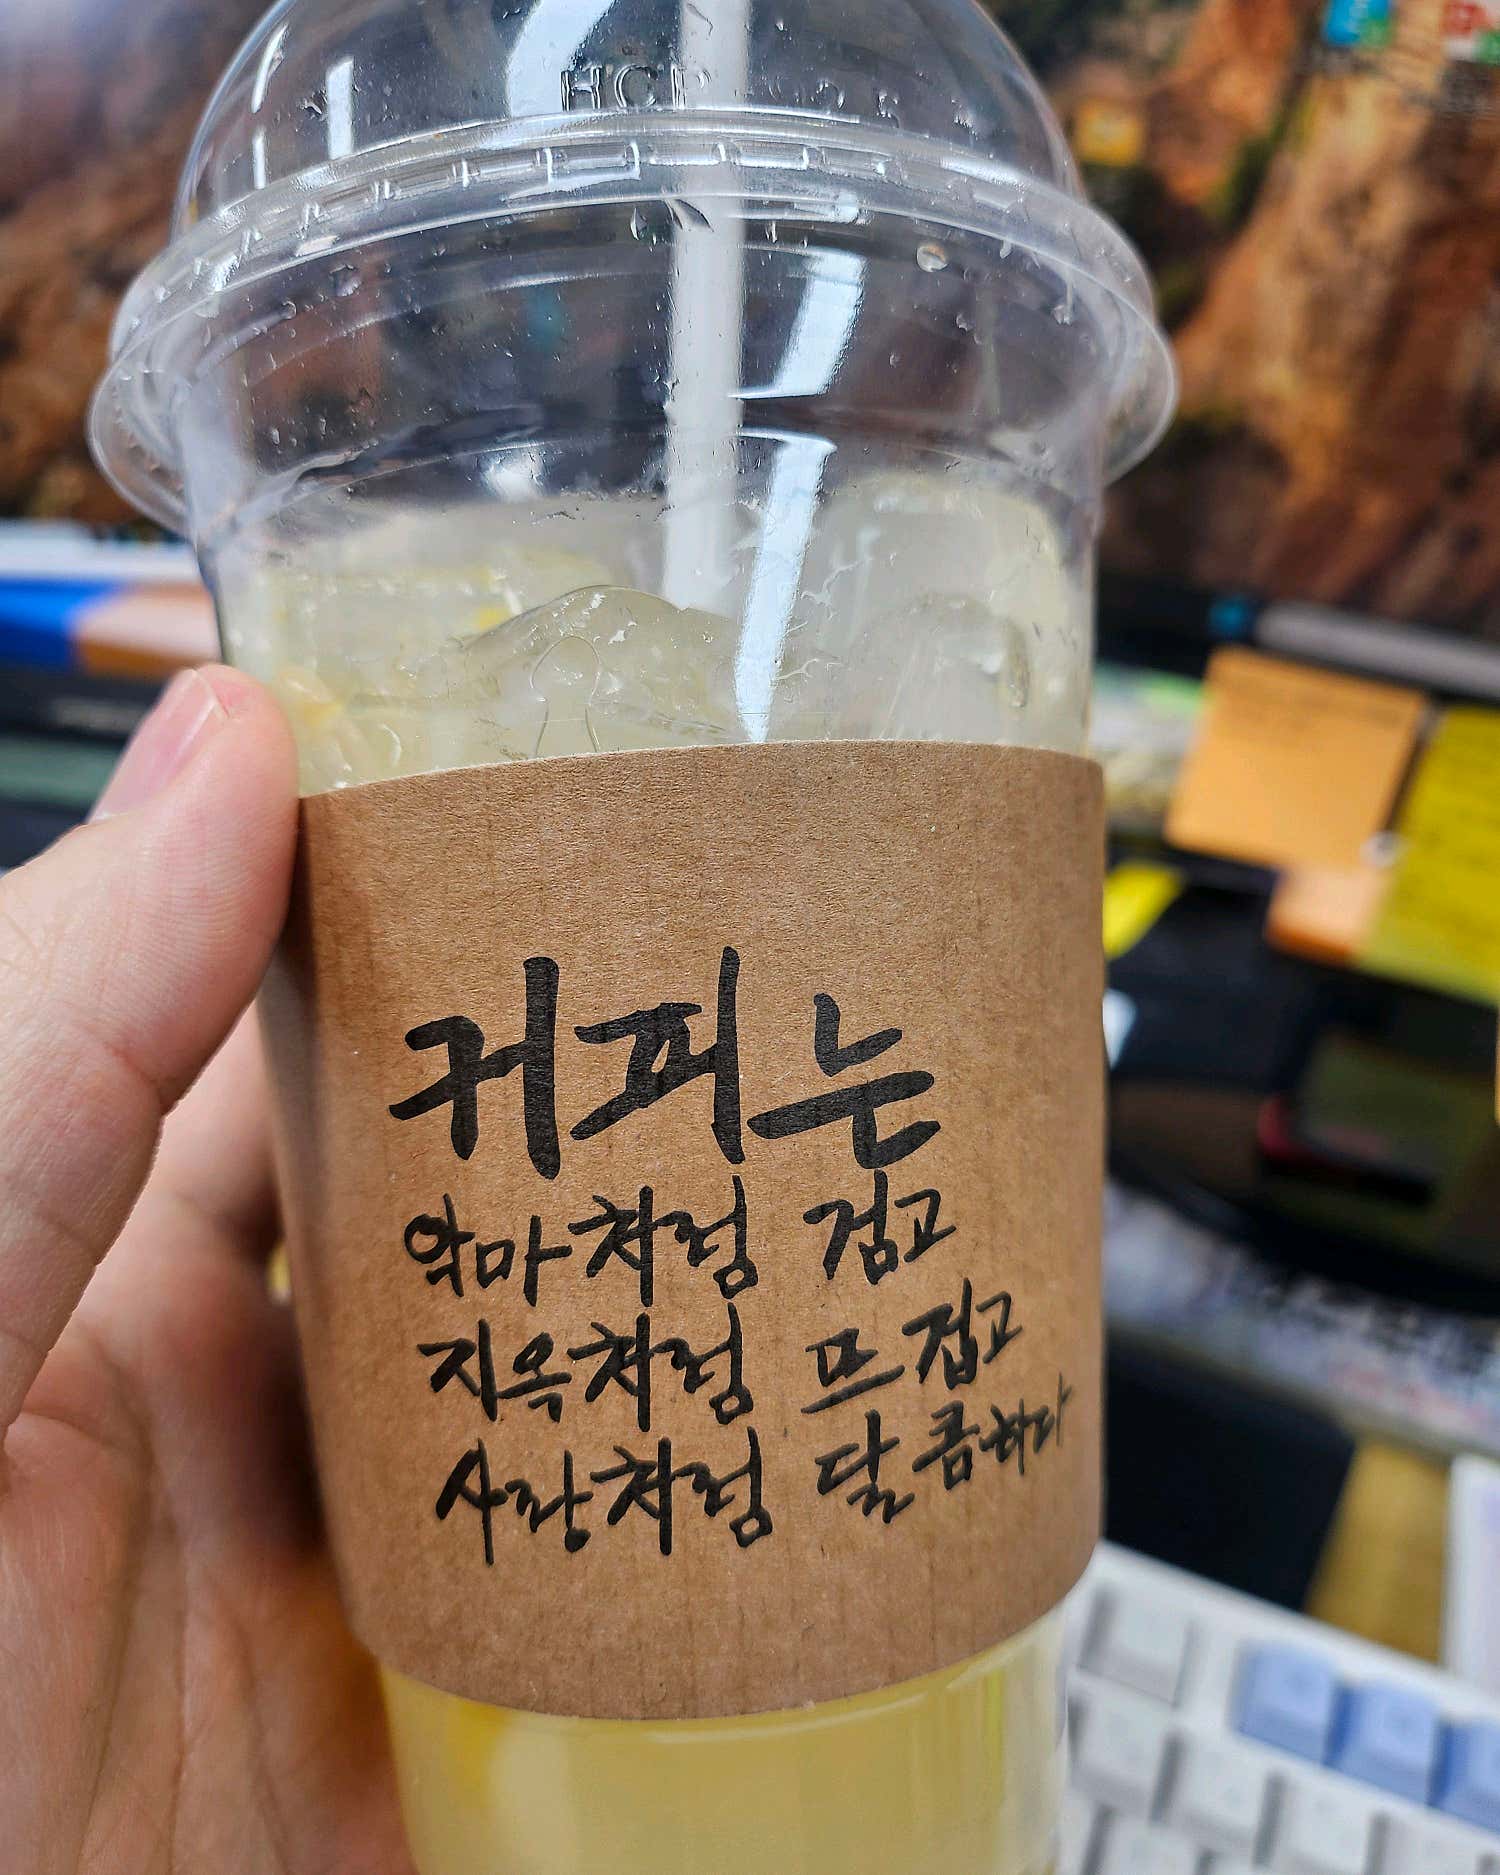 HCP
커피는
악마처럼 검고
지옥처럼 뜨겁고
사랑처럼 달콤하다